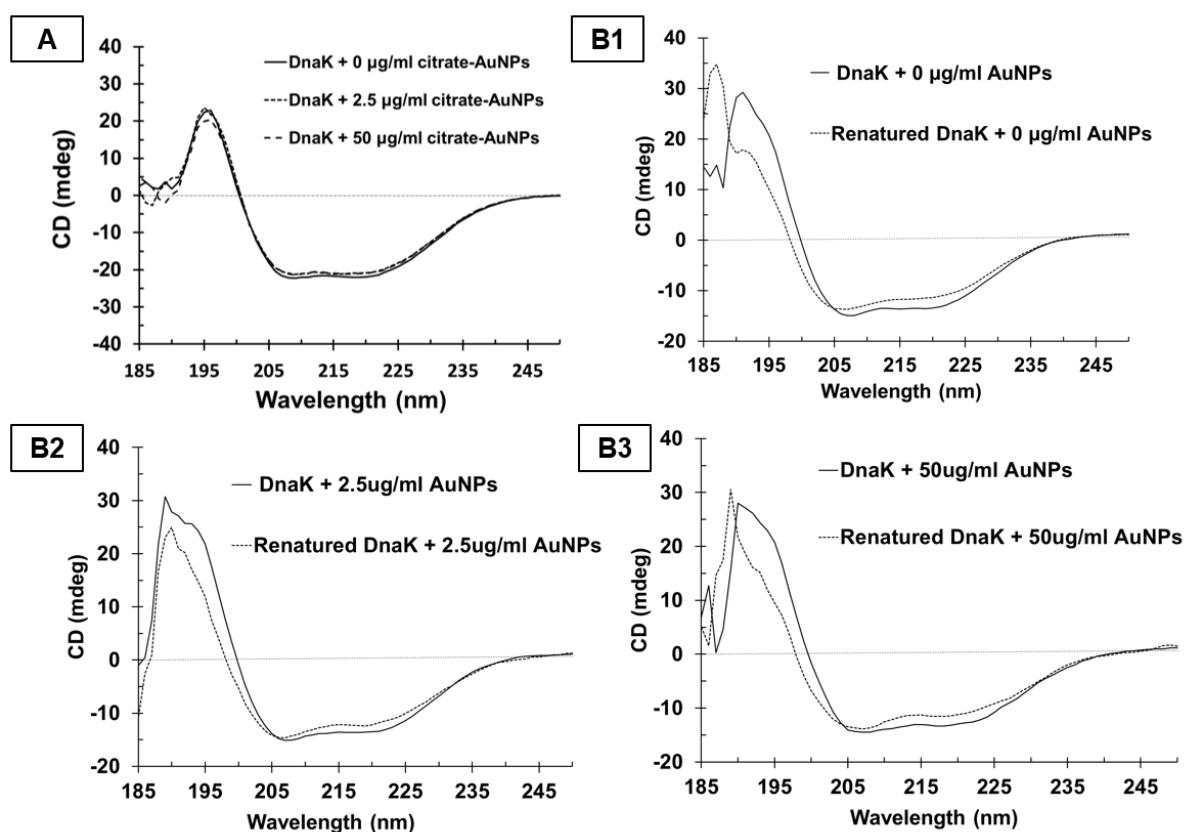 A
40
30
20
10
0
-10
-20
-30
-40
CD (mdeg)
DnaK + 0 µg/ml citrate-AuNPs
DnaK + 2.5 µg/ml citrate-AuNPs
DnaK + 50 µg/ml citrate-AuNPs
185 195 205 215 225 235 245
Wavelength (nm)
B1
40
30
20
10
0
-10
-20
CD (mdeg)
DnaK + 0 µg/ml AuNPs
Renatured DnaK + 0 µg/ml AuNPs
185 195 205 215 225 235 245
Wavelength (nm)
B2
40
30
20
10
0
-10
-20
CD (mdeg)
DnaK + 2.5ug/ml AuNPs
Renatured DnaK + 2.5ug/ml AuNPs
185 195 205 215 225 235 245
Wavelength (nm)
B3
40
30
20
10
0
-10
-20
CD (mdeg)
DnaK + 50ug/ml AuNPs
Renatured DnaK + 50ug/ml AuNPs
185 195 205 215 225 235 245
Wavelength (nm)